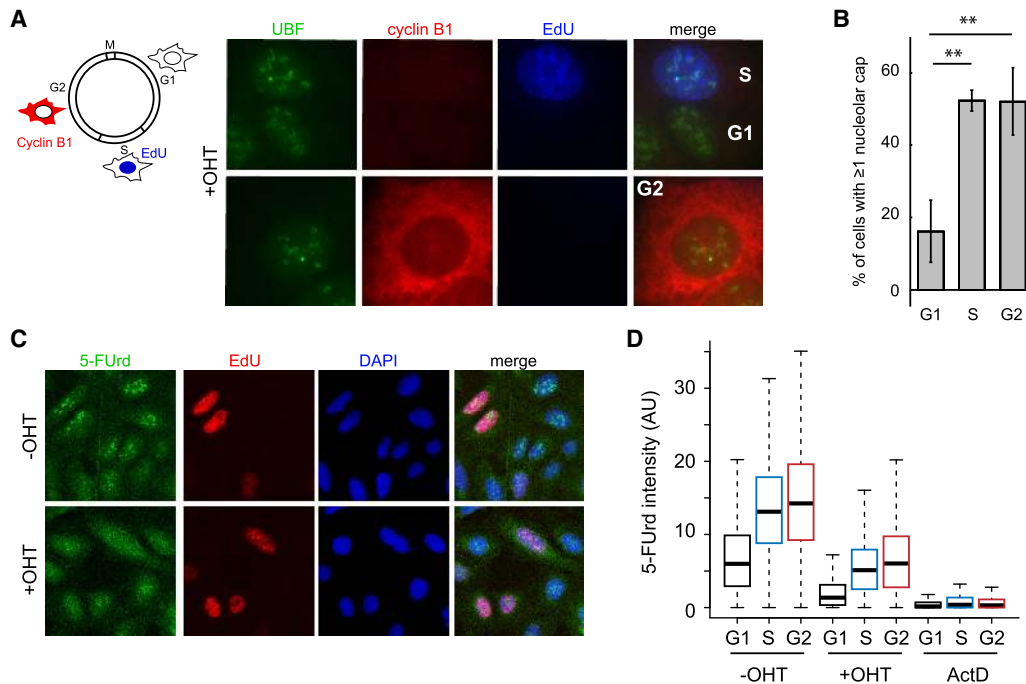 A
M
G1
G2
Cyclin B1
S
EdU
UBF
cyclin B1
EdU
merge
+OHT
S
G1
G2
B
**
**
% of cells with ≥1 nucleolar cap
60
40
20
0
G1 S G2
C
5-FUrd
EdU
DAPI
merge
-OHT
+OHT
D
5-FUrd intensity (AU)
30
20
10
0
G1 S G2 G1 S G2 G1 S G2
-OHT +OHT ActD